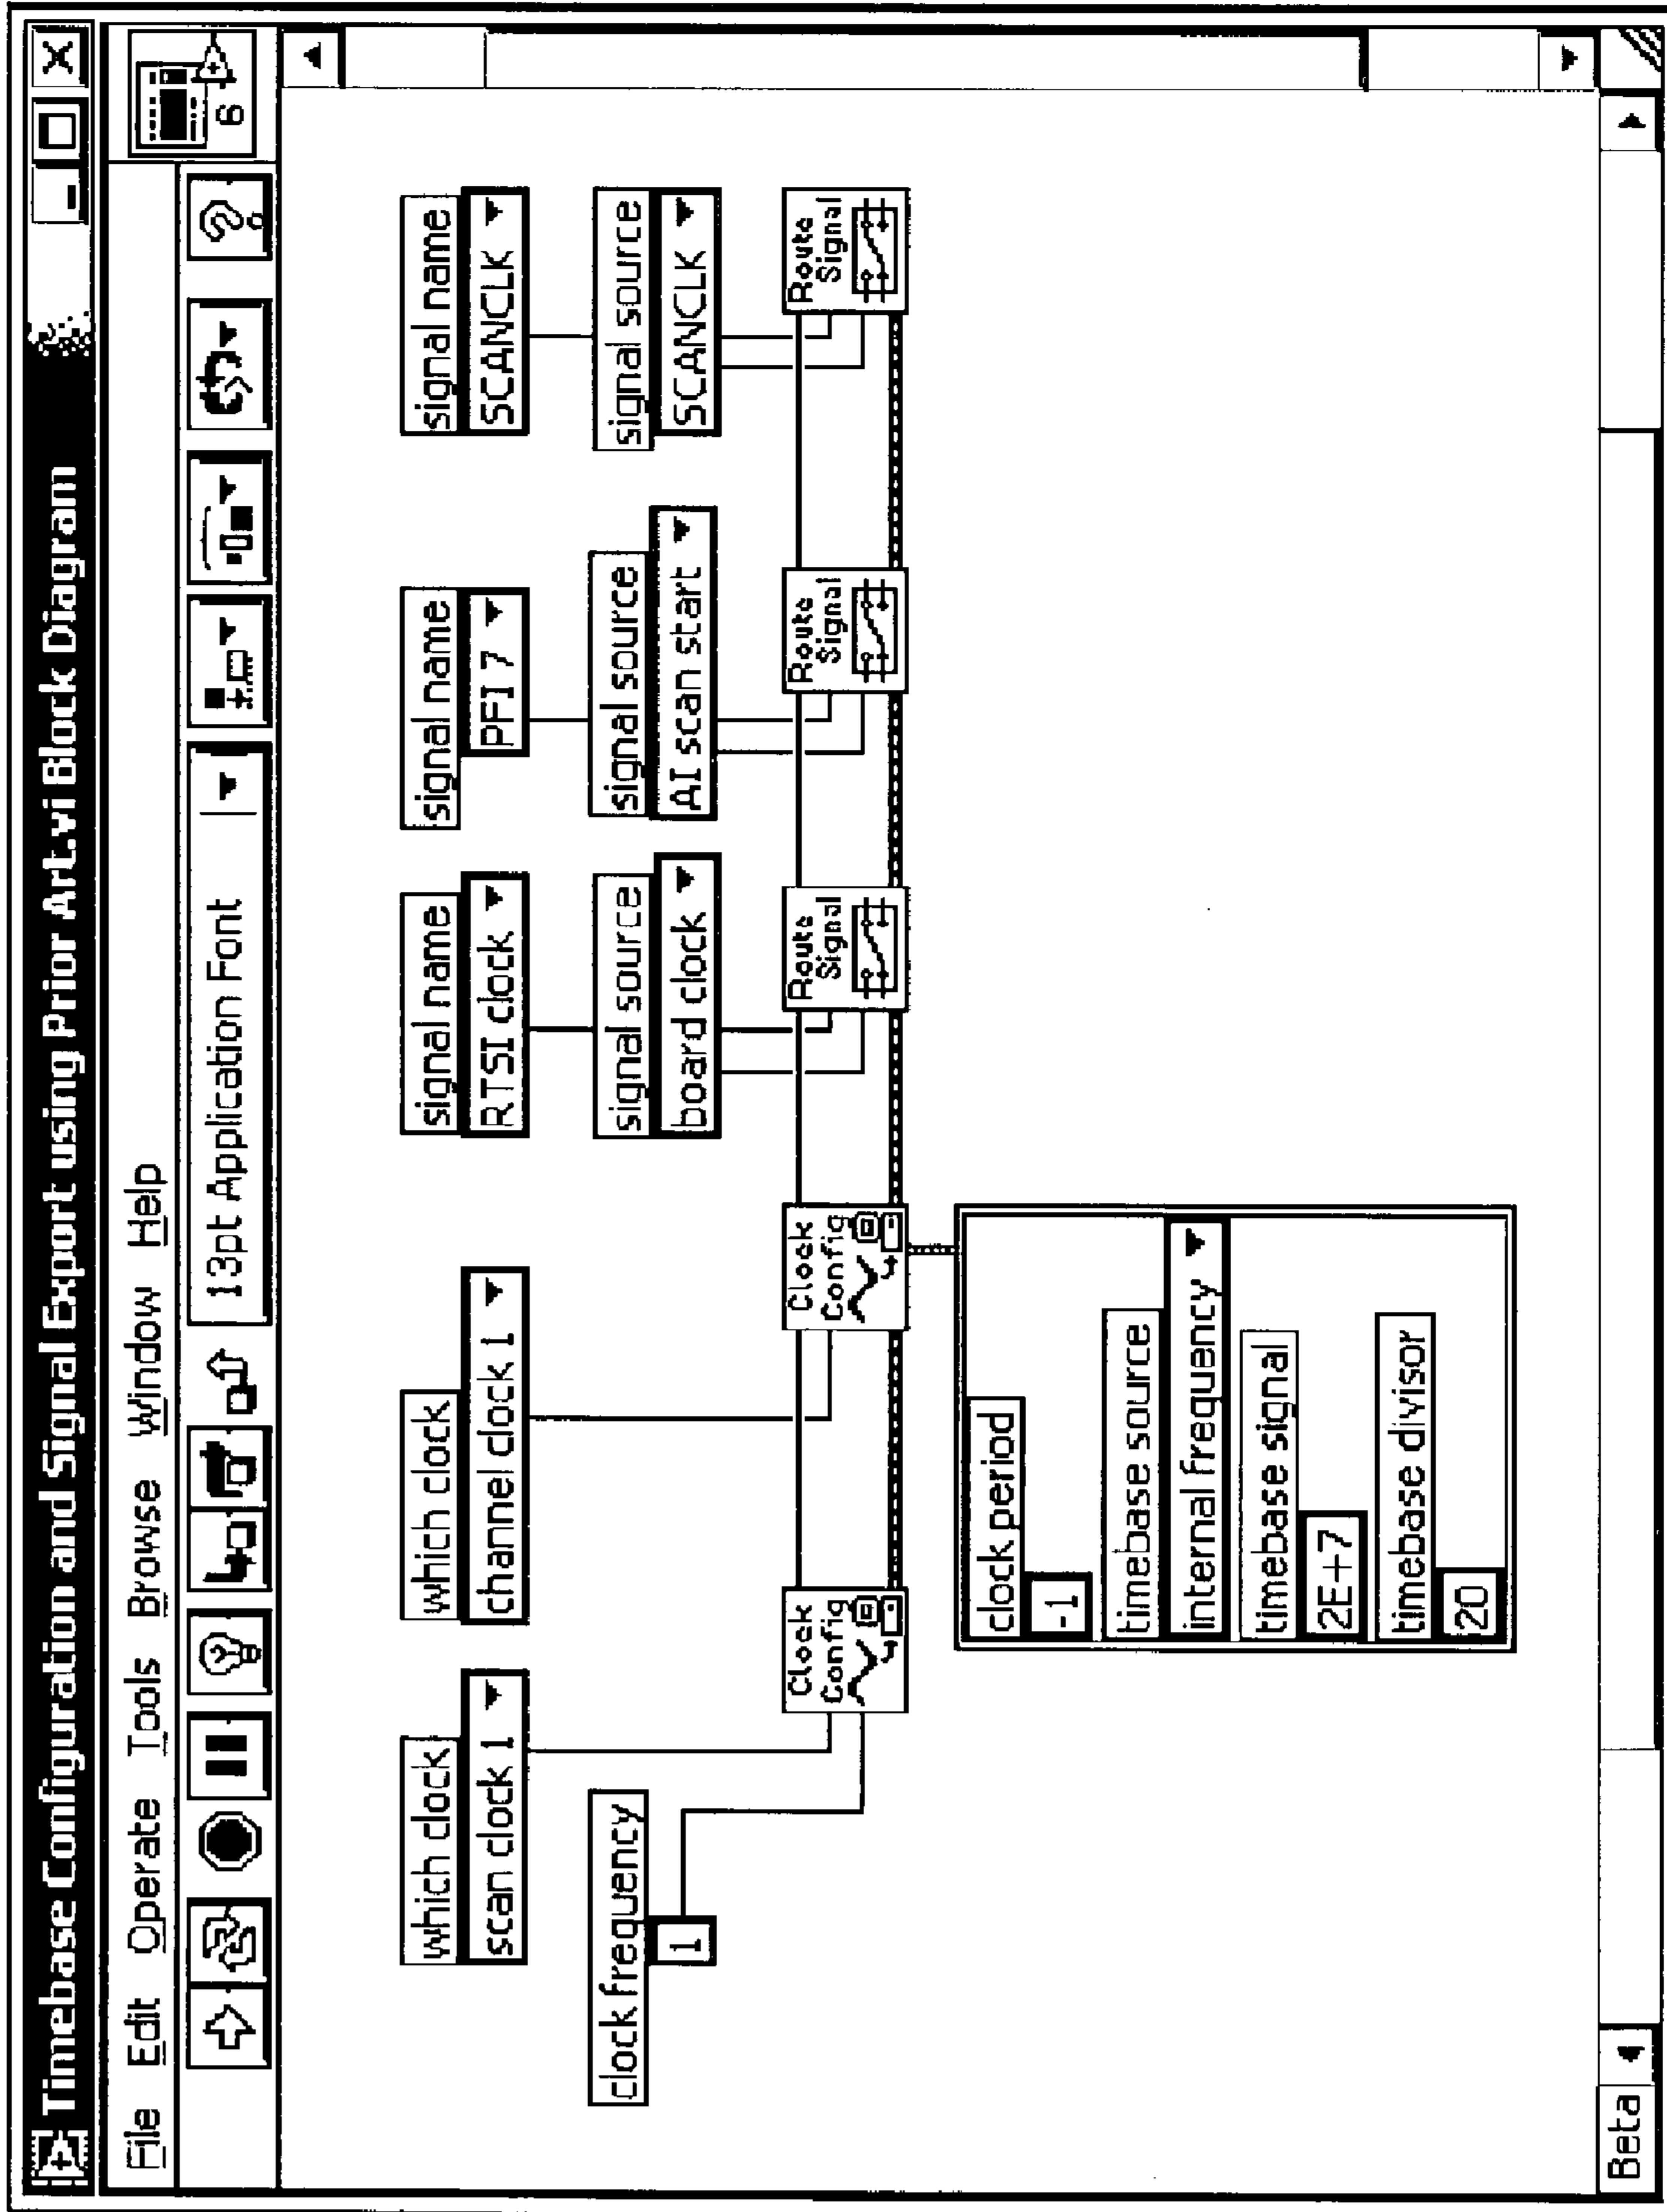 Timebase Configuration and Signal Export using Prior Art.vi Block Diagram
File Edit Operate Tools Browse Window Help
13pt Application Font
6
which clock
scan clock 1
which clock
channel clock 1
signal name
RTSI clock
signal name
PFI 7
signal name
SCANCLK
clock frequency
1
signal source
board clock
signal source
AI scan start
signal source
SCANCLK
Clock
Config
Clock
Config
Route
Signal
Route
Signal
Route
Signal
clock period
-1
timebase source
internal frequency
timebase signal
2E+7
timebase divisor
20
Beta